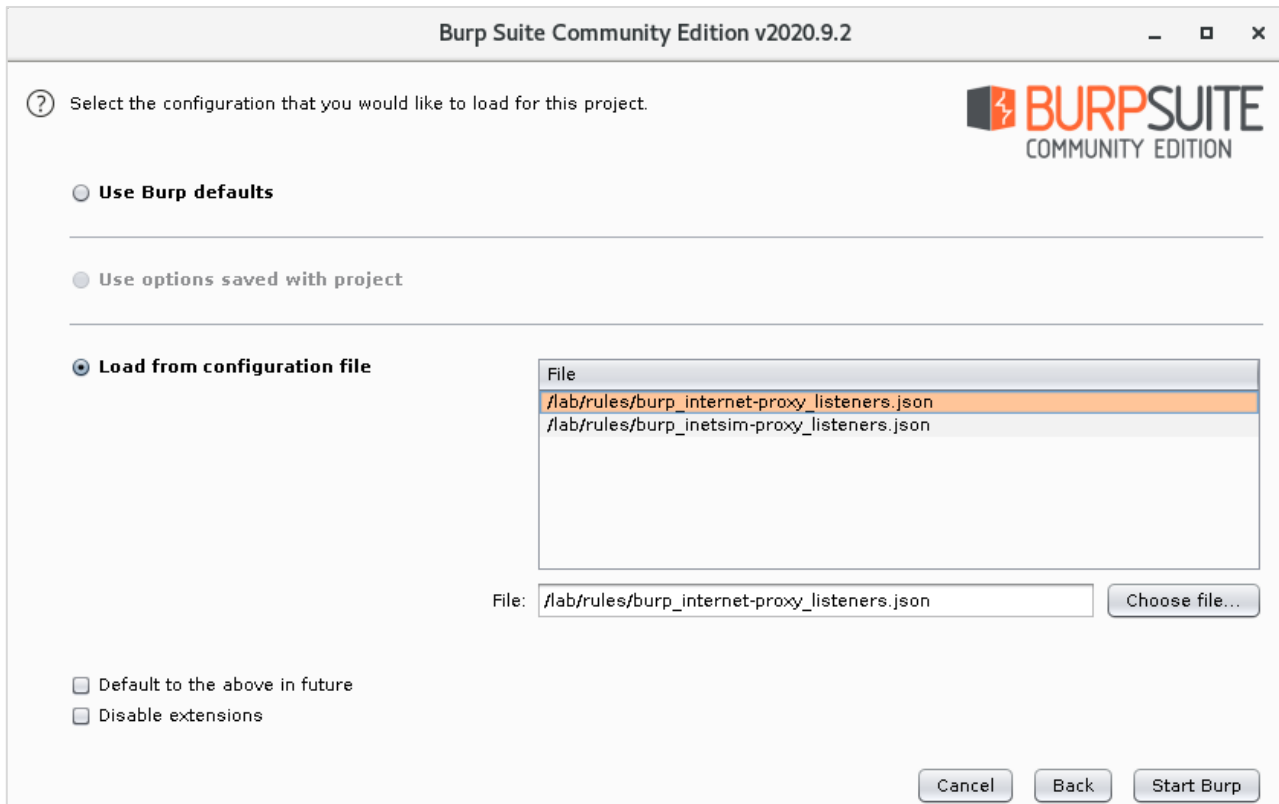 Burp Suite Community Edition v2020.9.2
Select the configuration that you would like to load for this project.
BURPSUITE
COMMUNITY EDITION
Use Burp defaults
Use options saved with project
Load from configuration file
File
/lab/rules/burp_internet-proxy_listeners.json
/lab/rules/burp_inetsim-proxy_listeners.json
File: /lab/rules/burp_internet-proxy_listeners.json Choose file...
Default to the above in future
Disable extensions
Cancel Back Start Burp